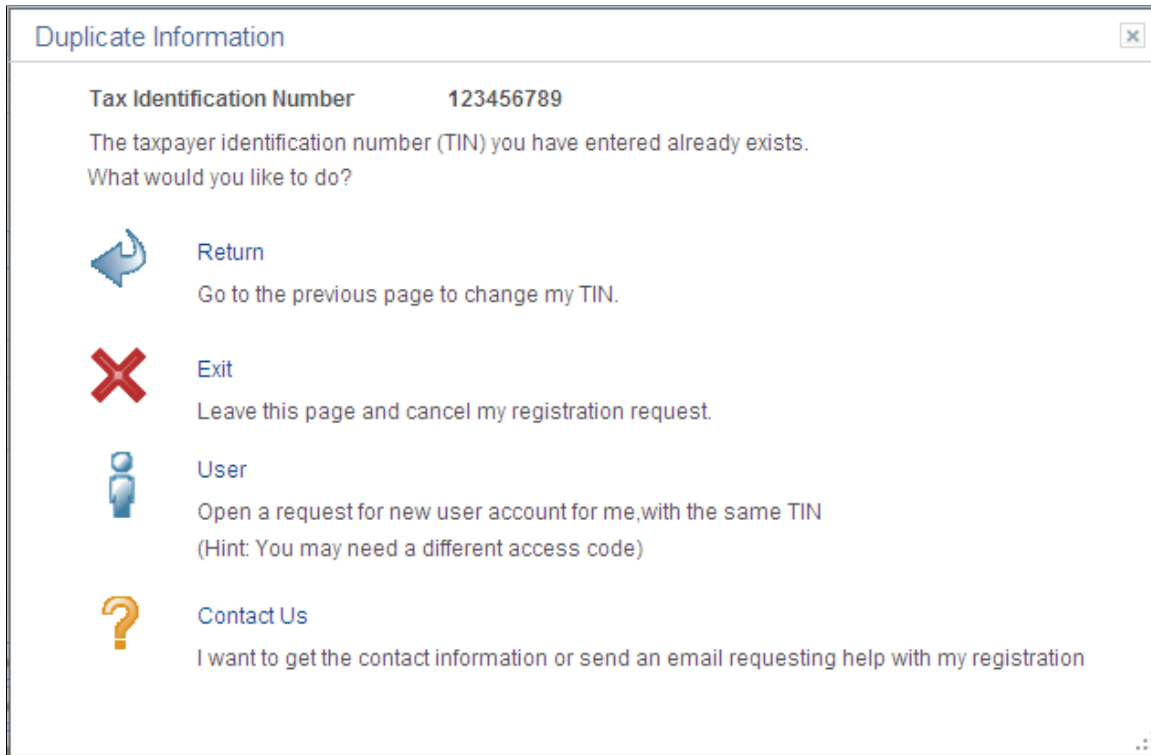 Duplicate Information
Tax Identification Number 123456789
The taxpayer identification number (TIN) you have entered already exists.
What would you like to do?
Return
Go to the previous page to change my TIN.
Exit
Leave this page and cancel my registration request.
User
Open a request for new user account for me,with the same TIN
(Hint: You may need a different access code)
Contact Us
I want to get the contact information or send an email requesting help with my registration